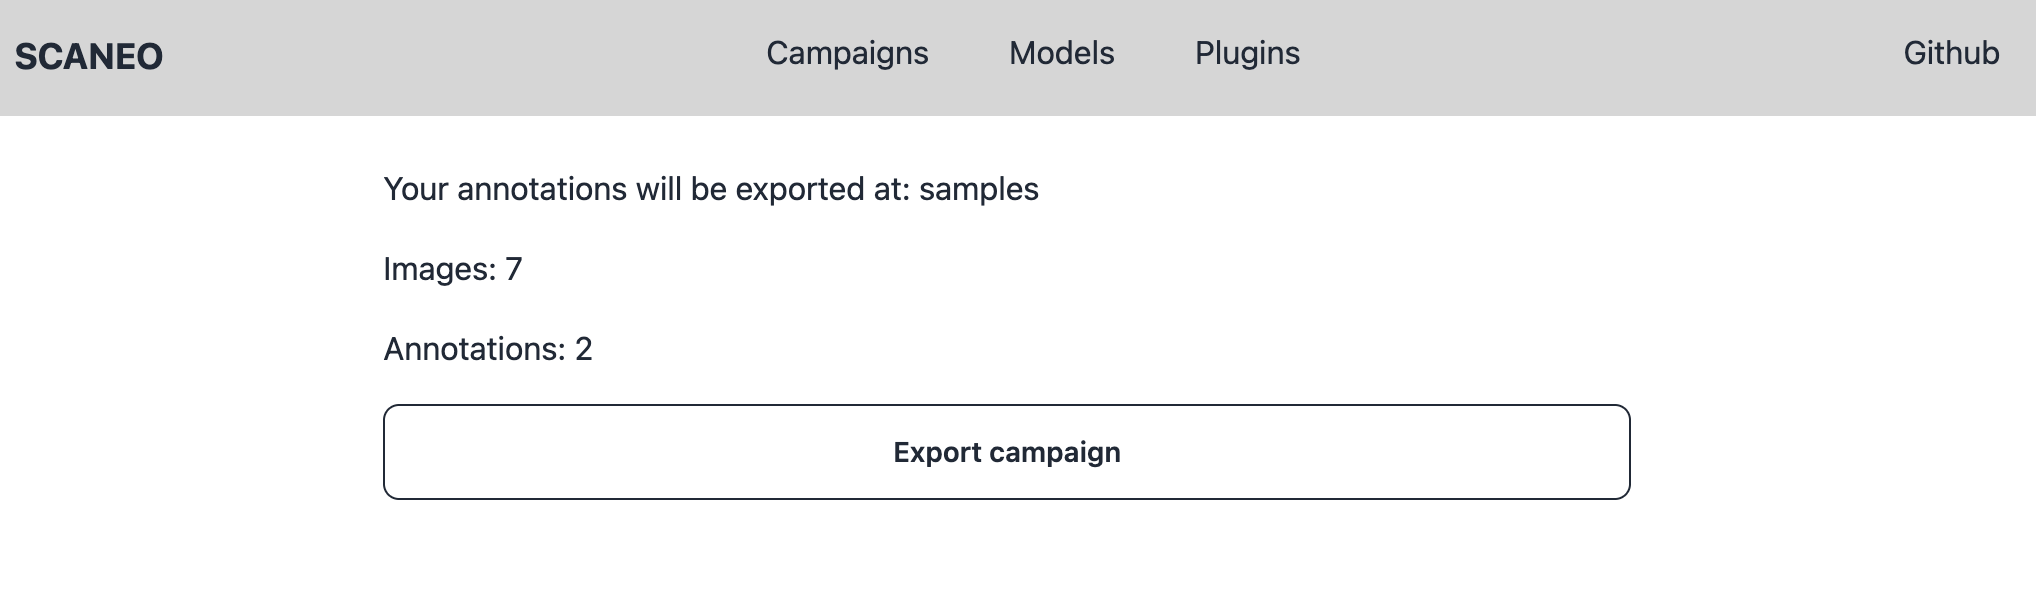 SCANEO
Campaigns Models Plugins
Github
Your annotations will be exported at: samples
Images: 7
Annotations: 2
Export campaign